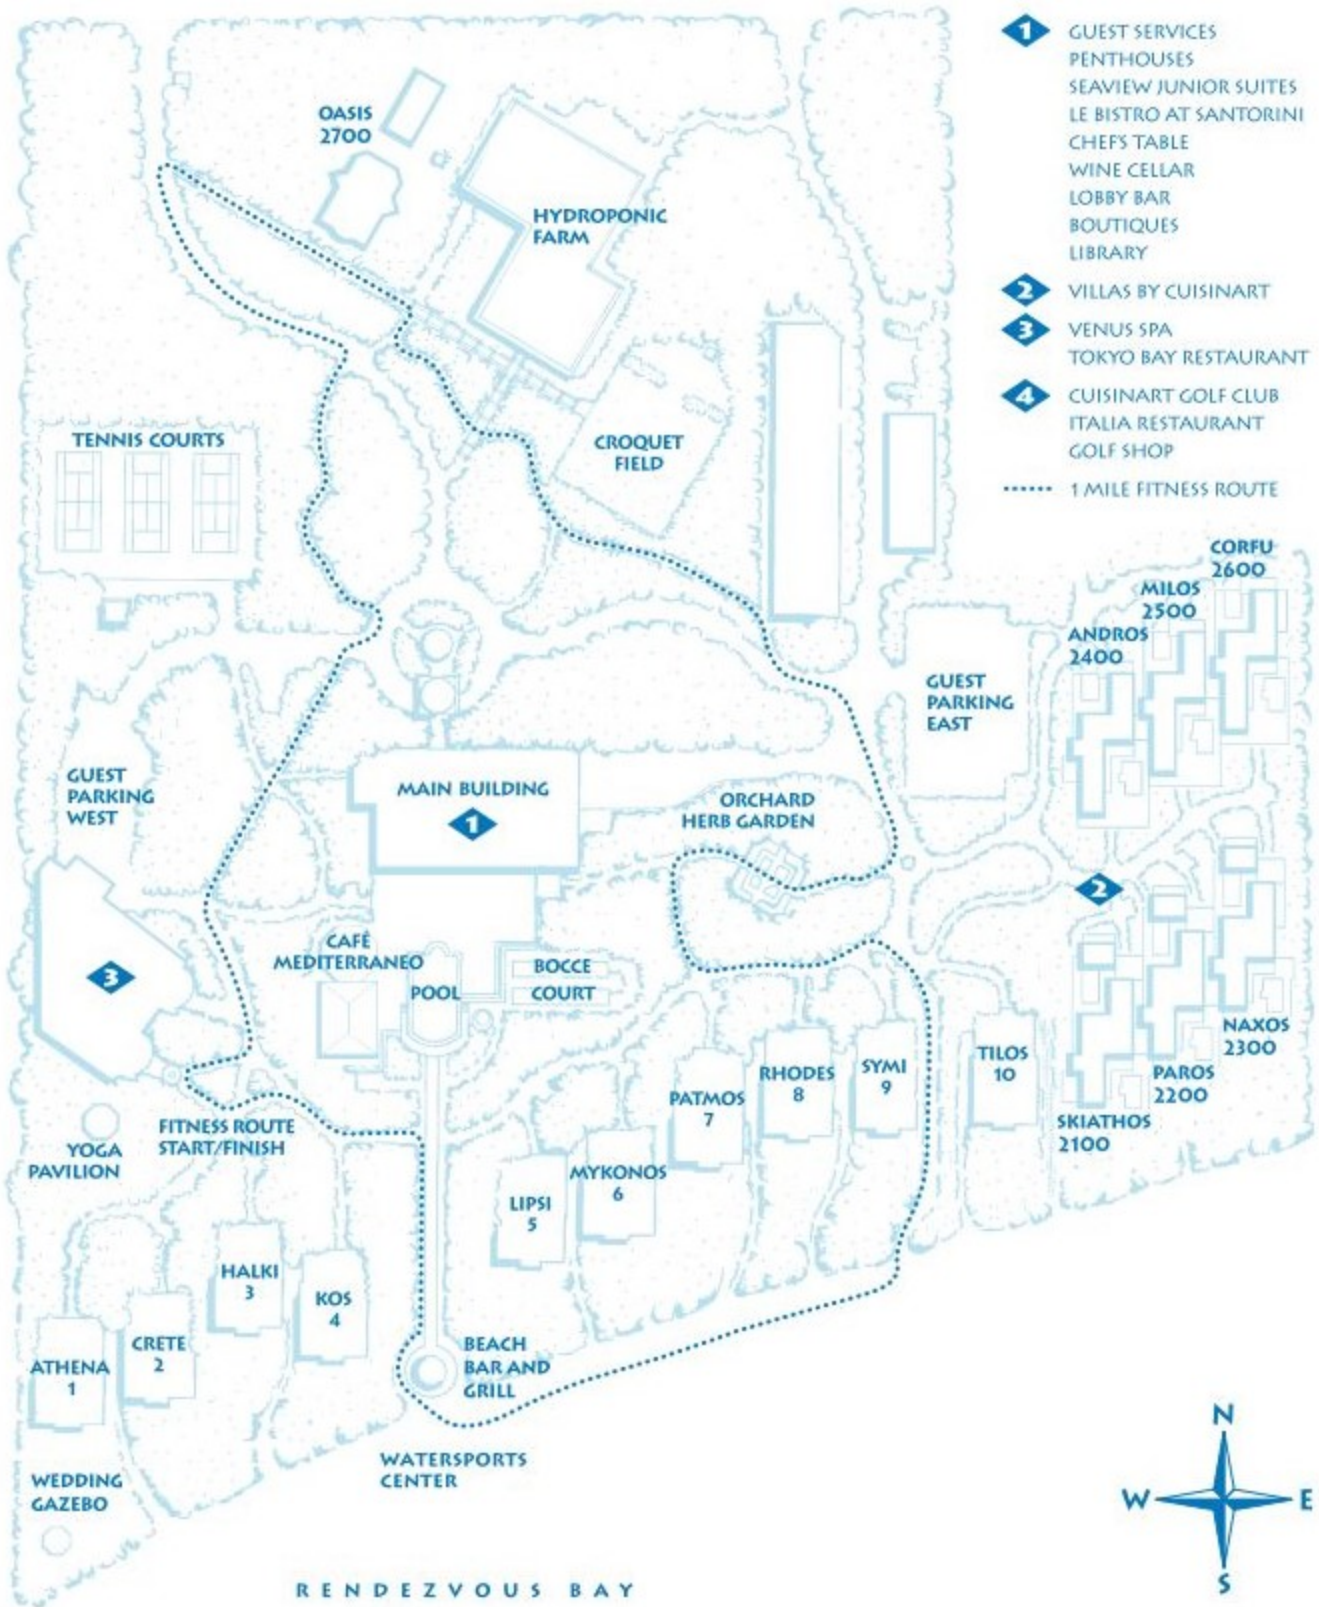 1 GUEST SERVICES
PENTHOUSES
SEAVIEW JUNIOR SUITES
LE BISTRO AT SANTORINI
CHEF'S TABLE
WINE CELLAR
LOBBY BAR
BOUTIQUES
LIBRARY
2 VILLAS BY CUISINART
3 VENUS SPA
TOKYO BAY RESTAURANT
4 CUISINART GOLF CLUB
ITALIA RESTAURANT
GOLF SHOP
1 MILE FITNESS ROUTE
OASIS
2700
HYDROPONIC
FARM
TENNIS COURTS
CROQUET
FIELD
CORFU
2600
MILOS
2500
ANDROS
2400
GUEST
PARKING
EAST
GUEST
PARKING
WEST
MAIN BUILDING
1
ORCHARD
HERB GARDEN
2
3
CAFÉ
MEDITERRANEO
POOL
BOCCE
COURT
NAXOS
2300
PAROS
2200
SKIATHOS
2100
TILOS
10
SYMI
9
RHODES
8
PATMOS
7
MYKONOS
6
LIPSI
5
FITNESS ROUTE
START/FINISH
YOGA
PAVILION
HALKI
3
KOS
4
CRETE
2
ATHENA
1
BEACH
BAR AND
GRILL
WATERSPORTS
CENTER
WEDDING
GAZEBO
N
W
E
S
RENDEZVOUS BAY